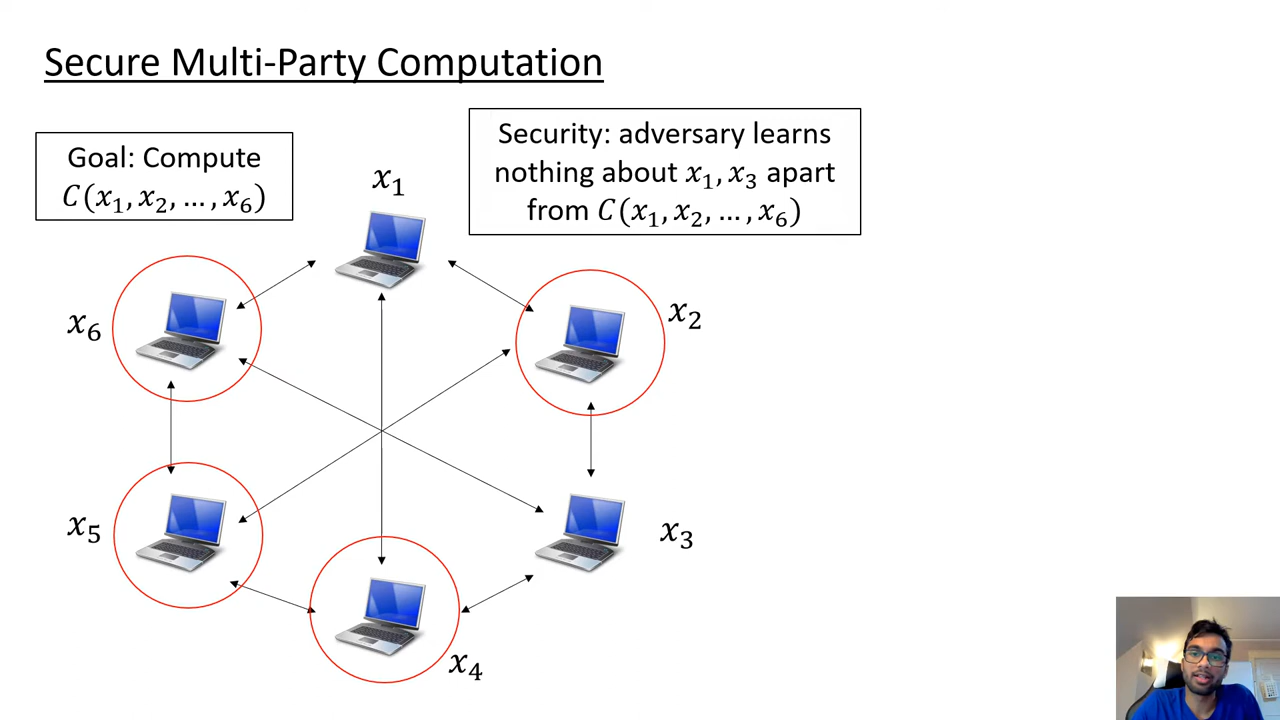 Secure Multi-Party Computation
Goal: Compute
C(x₁, x₂, …, x₆)
Security: adversary learns
nothing about x₁, x₃ apart
from C(x₁, x₂, …, x₆)
x₁
x₂
x₆
x₅
x₃
x₄